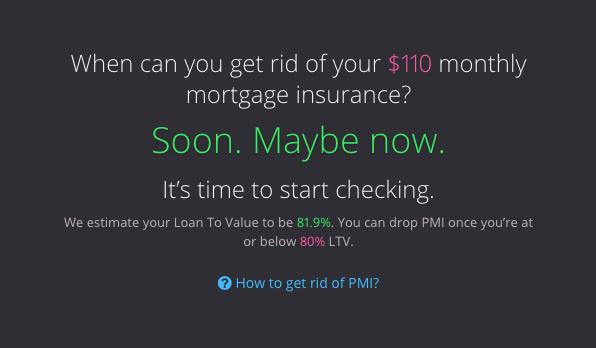 When can you get rid of your $110 monthly
mortgage insurance?
Soon. Maybe now.
It’s time to start checking.
We estimate your Loan To Value to be 81.9%. You can drop PMI once you’re at
or below 80% LTV.
? How to get rid of PMI?